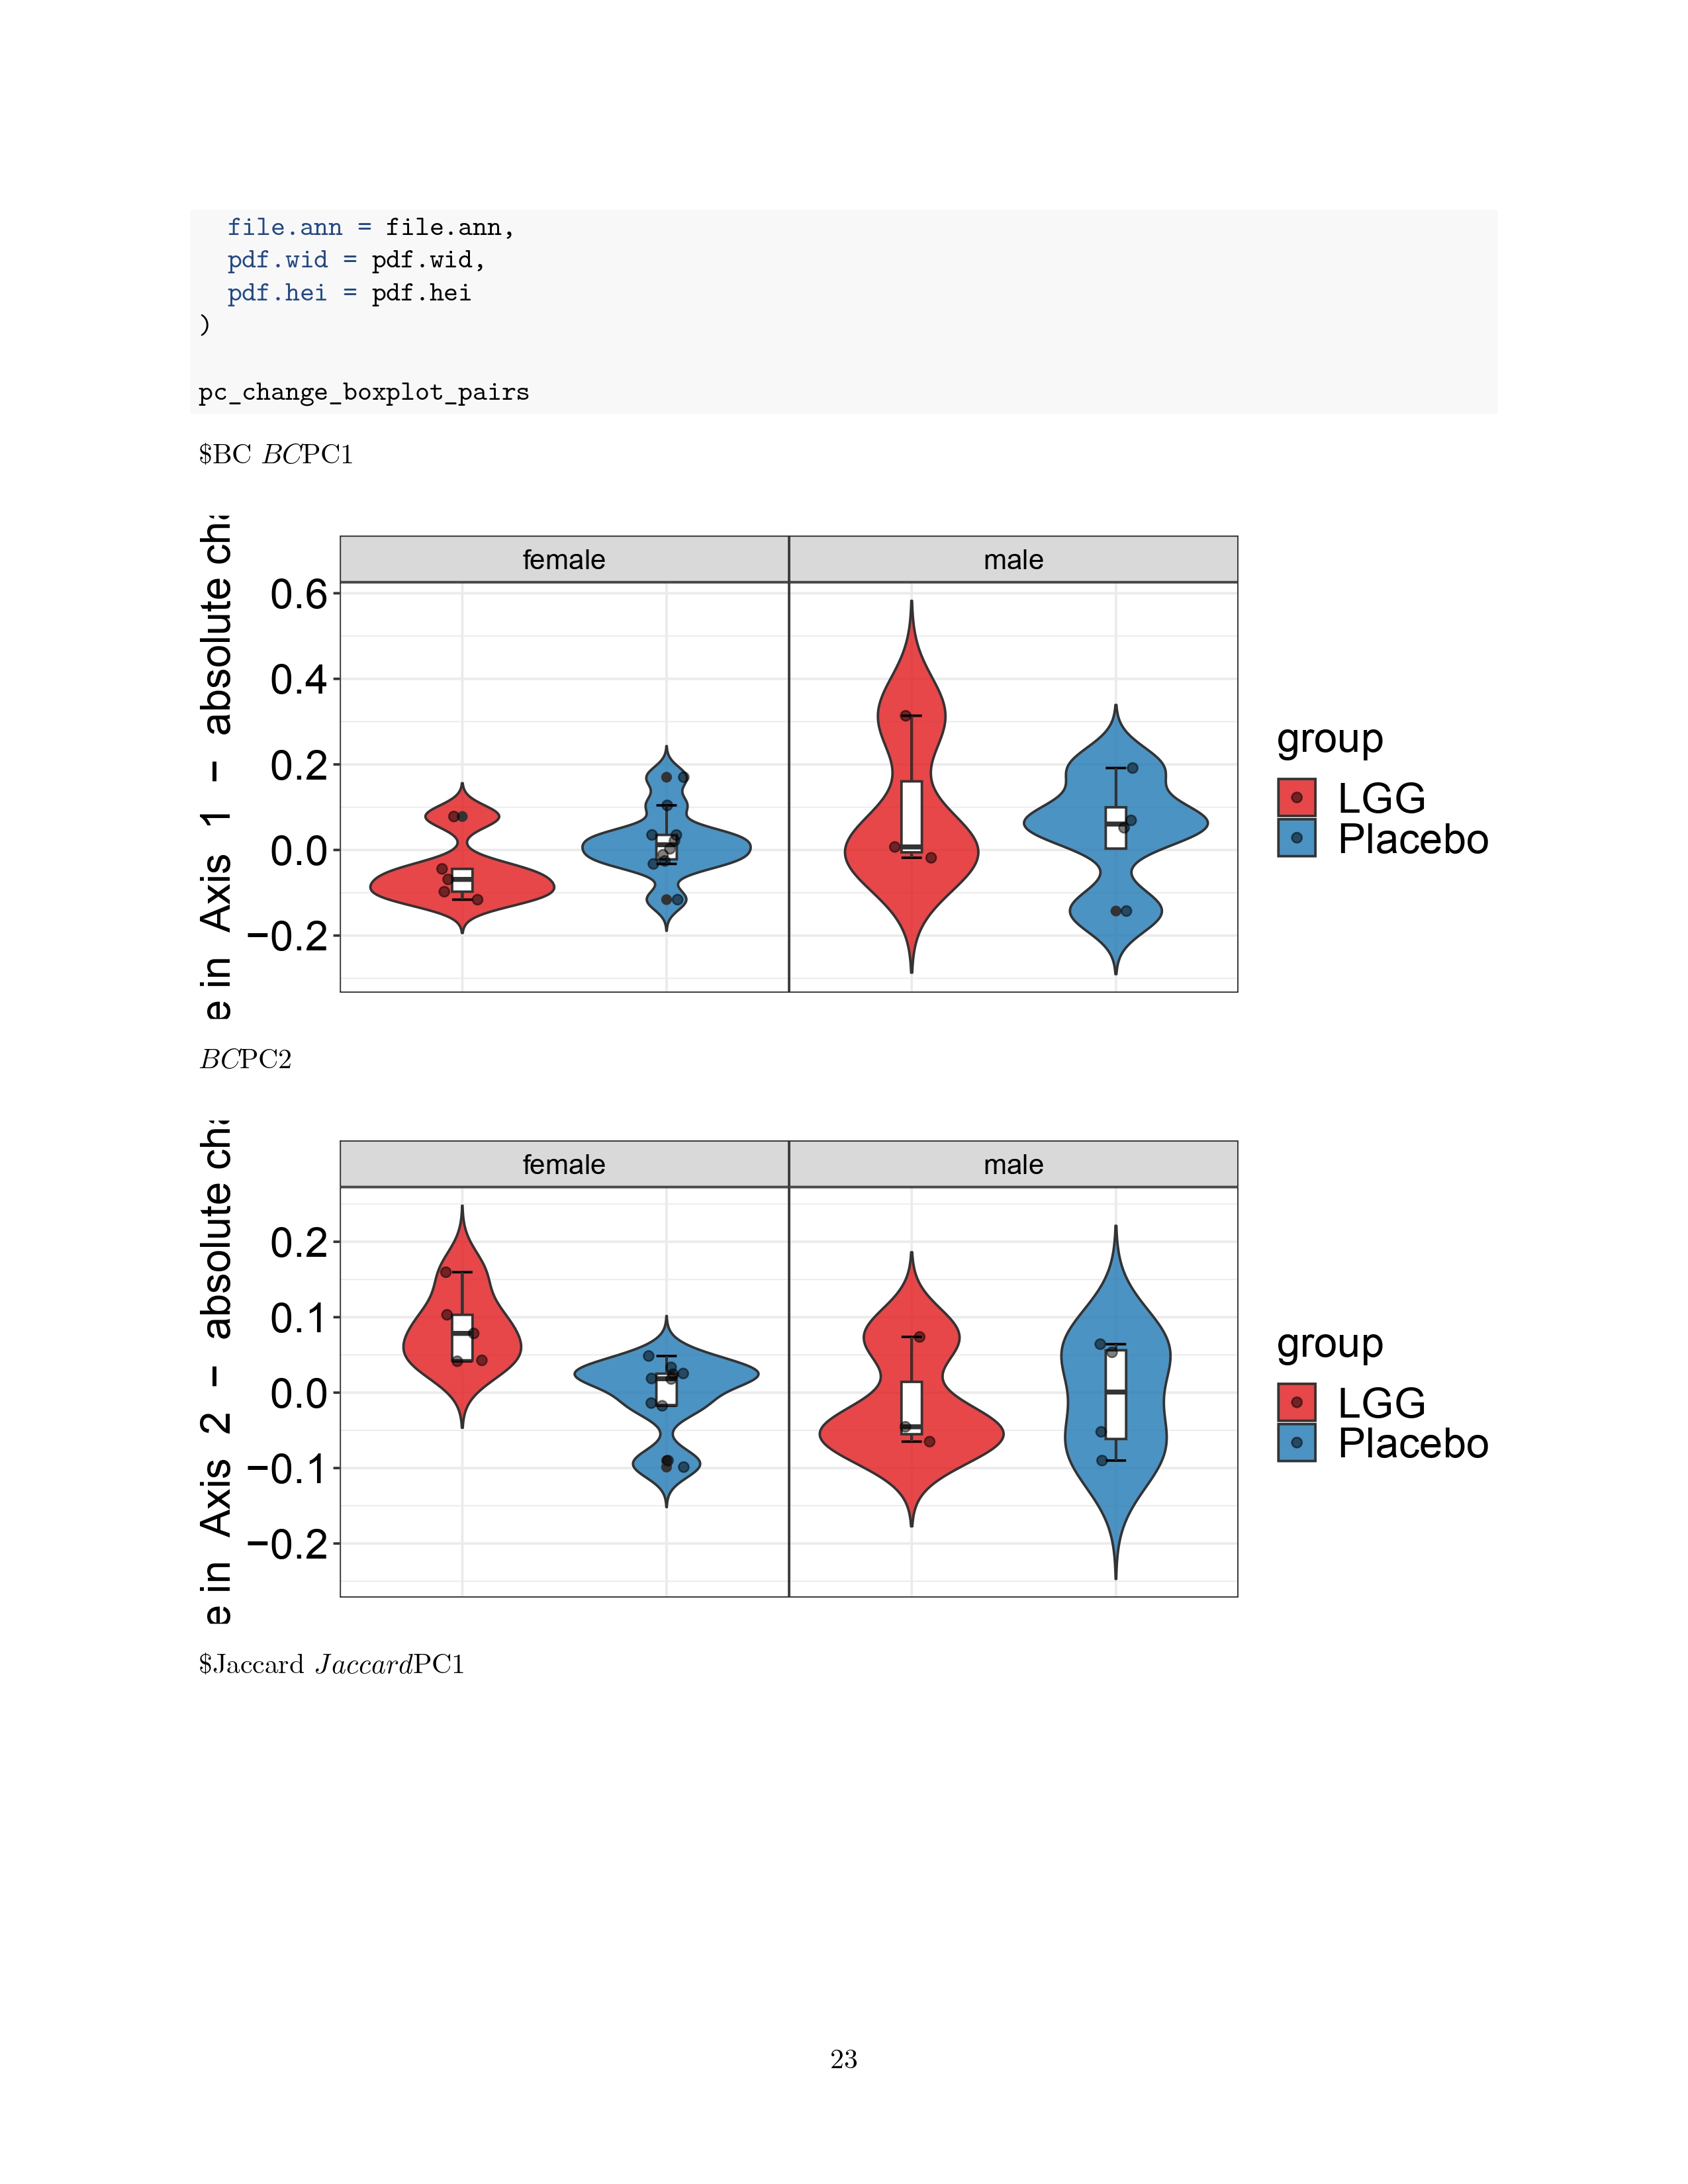 file.ann = file.ann,
pdf.wid = pdf.wid,
pdf.hei = pdf.hei
)
pc_change_boxplot_pairs
$BC BCPC1
female
male
0.6
0.4
0.2
0.0
−0.2
e in Axis 1 − absolute
group
LGG
Placebo
BCPC2
female
male
0.2
0.1
0.0
−0.1
−0.2
e in Axis 2 − absolute
group
LGG
Placebo
$Jaccard JaccardPC1
23